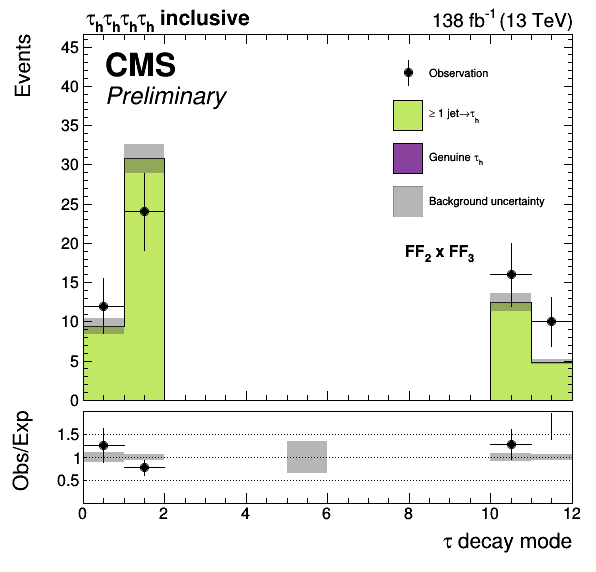 τhτhτhτh inclusive
138 fb⁻¹ (13 TeV)
Events
CMS
Preliminary
Observation
≥ 1 jet→τh
Genuine τh
Background uncertainty
FF2 x FF3
45
40
35
30
25
20
15
10
5
0
Obs/Exp
1.5
1
0.5
0 2 4 6 8 10 12
τ decay mode